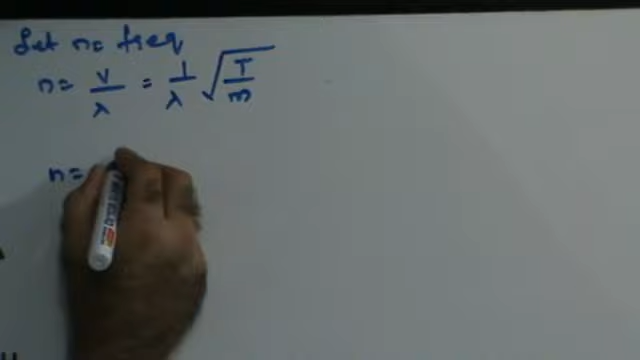 Let n= freq
n = v/λ = 1/λ √(T/m)
n =